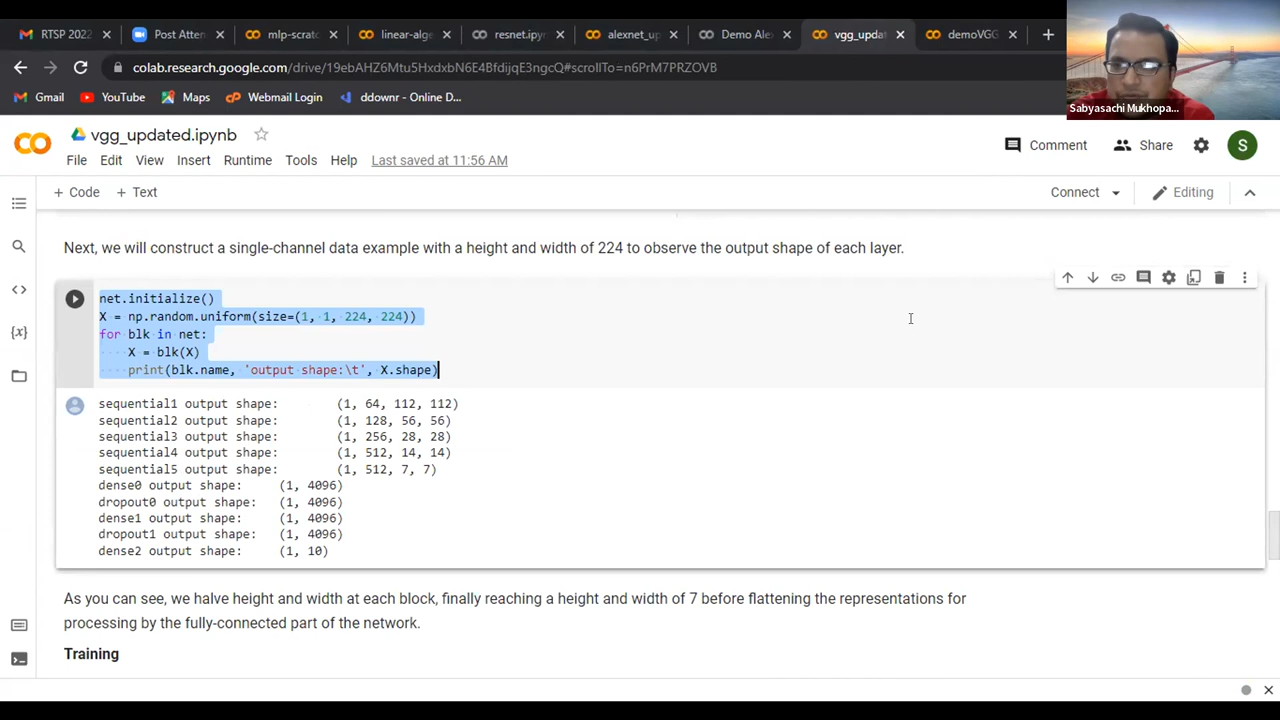 RTSP 2022
Post Atten
mlp-scratc
linear-alge
resnet.ipyn
alexnet_up
Demo Alex
vgg_updat
demoVGG
colab.research.google.com/drive/19ebAHZ6Mtu5HxdxbN6E4BfdijqE3ngcQ#scrollTo=n6PrM7PRZOVB
Gmail
YouTube
Maps
Webmail Login
ddownr - Online D...
Sabyasachi Mukhopa...
vgg_updated.ipynb
Comment
Share
S
File Edit View Insert Runtime Tools Help Last saved at 11:56 AM
+ Code + Text
Connect
Editing
Next, we will construct a single-channel data example with a height and width of 224 to observe the output shape of each layer.
net.initialize()
X = np.random.uniform(size=(1, 1, 224, 224))
for blk in net:
X = blk(X)
print(blk.name, 'output shape:\t', X.shape)
sequential1 output shape: (1, 64, 112, 112)
sequential2 output shape: (1, 128, 56, 56)
sequential3 output shape: (1, 256, 28, 28)
sequential4 output shape: (1, 512, 14, 14)
sequential5 output shape: (1, 512, 7, 7)
dense0 output shape: (1, 4096)
dropout0 output shape: (1, 4096)
dense1 output shape: (1, 4096)
dropout1 output shape: (1, 4096)
dense2 output shape: (1, 10)
As you can see, we halve height and width at each block, finally reaching a height and width of 7 before flattening the representations for
processing by the fully-connected part of the network.
Training